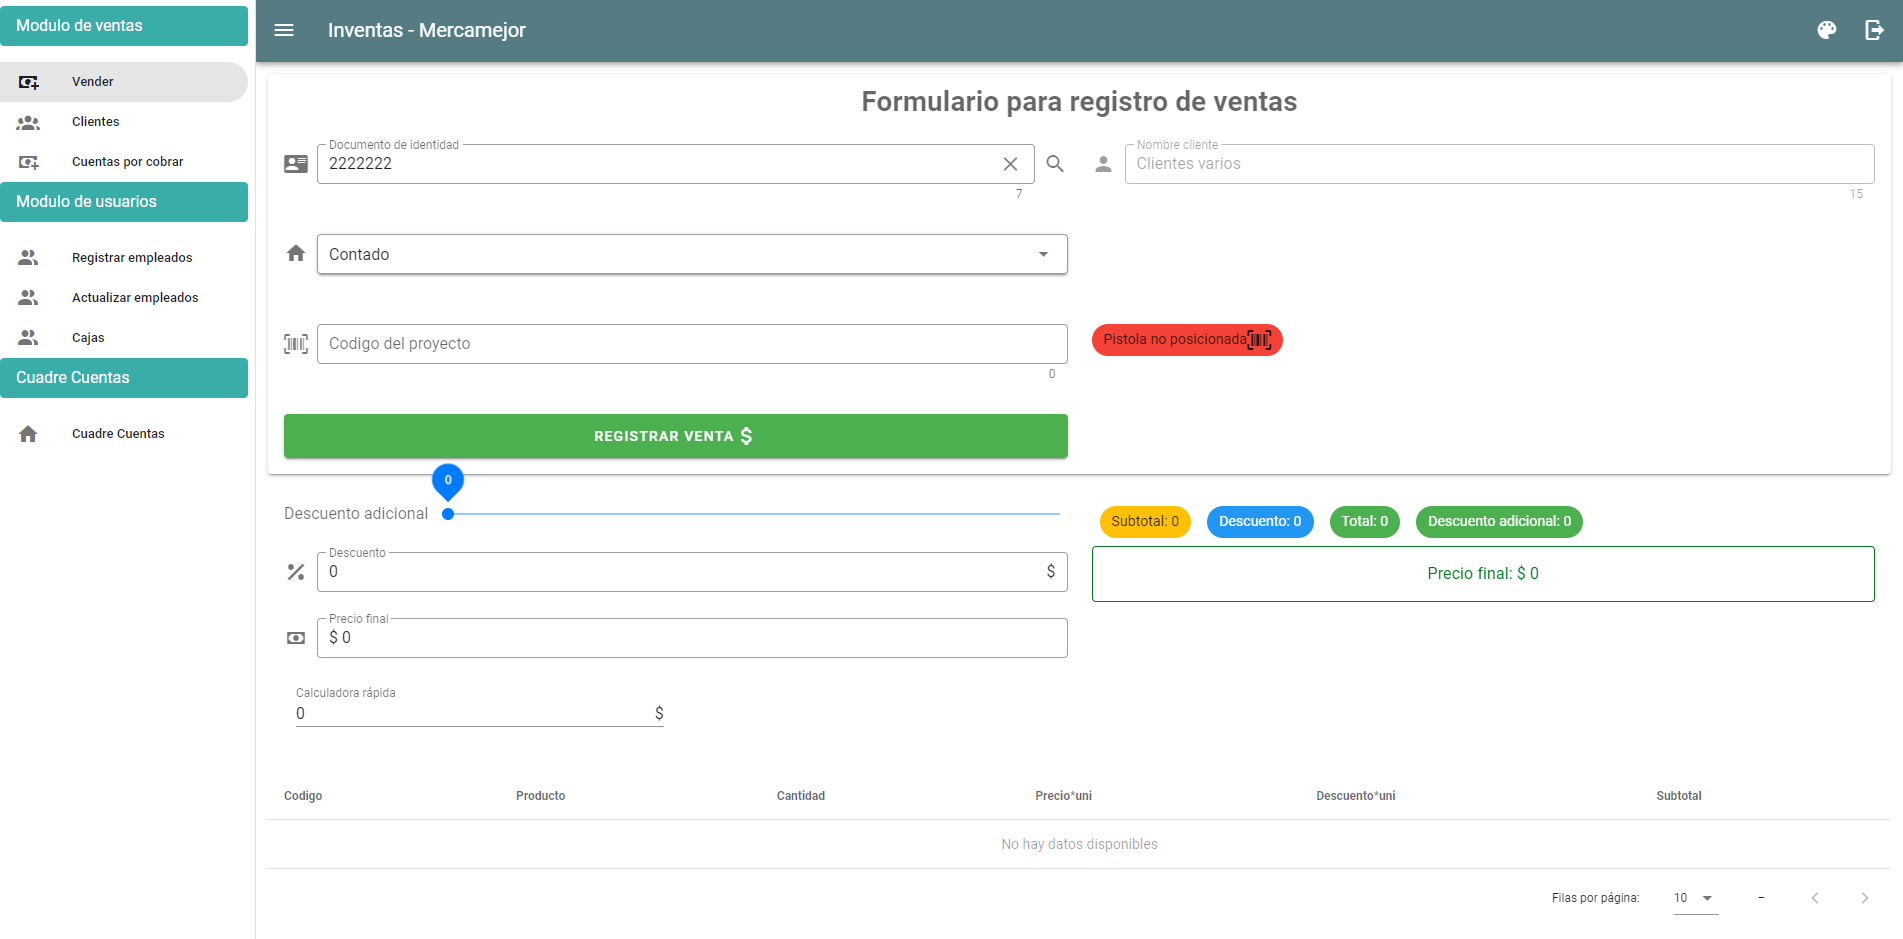 Modulo de ventas
Vender
Clientes
Cuentas por cobrar
Modulo de usuarios
Registrar empleados
Actualizar empleados
Cajas
Cuadre Cuentas
Cuadre Cuentas
Inventas - Mercamejor
Formulario para registro de ventas
Documento de identidad
2222222
7
Nombre cliente
Clientes varios
15
Contado
Codigo del proyecto
0
Pistola no posicionada
REGISTRAR VENTA $
0
Descuento adicional
Subtotal: 0 Descuento: 0 Total: 0 Descuento adicional: 0
Precio final: $ 0
Descuento
0 $
Precio final
$ 0
Calculadora rápida
0 $
Codigo Producto Cantidad Precio*uni Descuento*uni Subtotal
No hay datos disponibles
Filas por página: 10 –